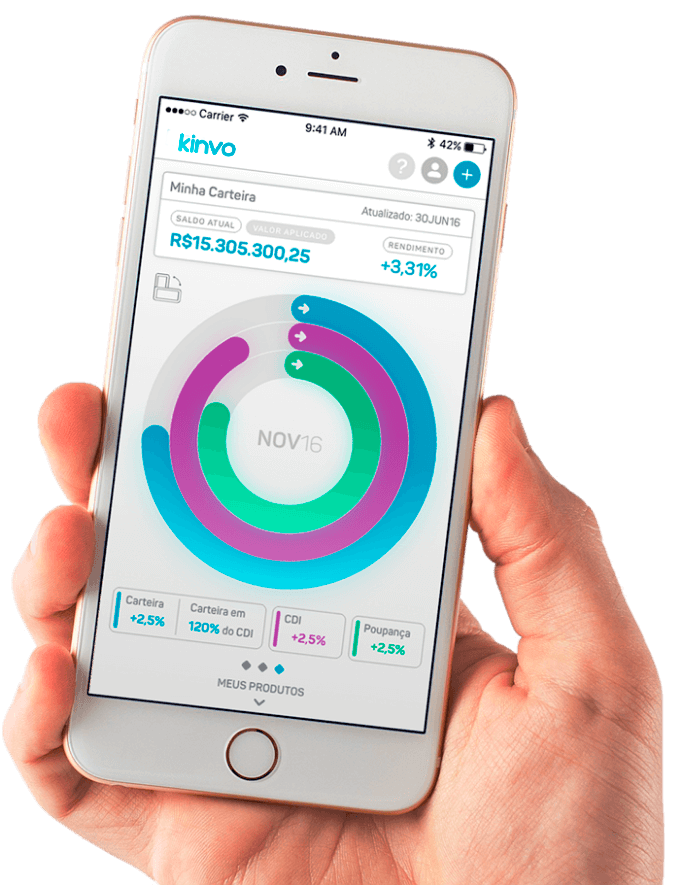 Carrier 9:41 AM 42%
kinvo ? +
Minha Carteira Atualizado: 30JUN16
SALDO ATUAL VALOR APLICADO RENDIMENTO
R$15.305.300,25 +3,31%
NOV16
Carteira
+2,5%
Carteira em
120% do CDI
CDI
+2,5%
Poupança
+2,5%
MEUS PRODUTOS